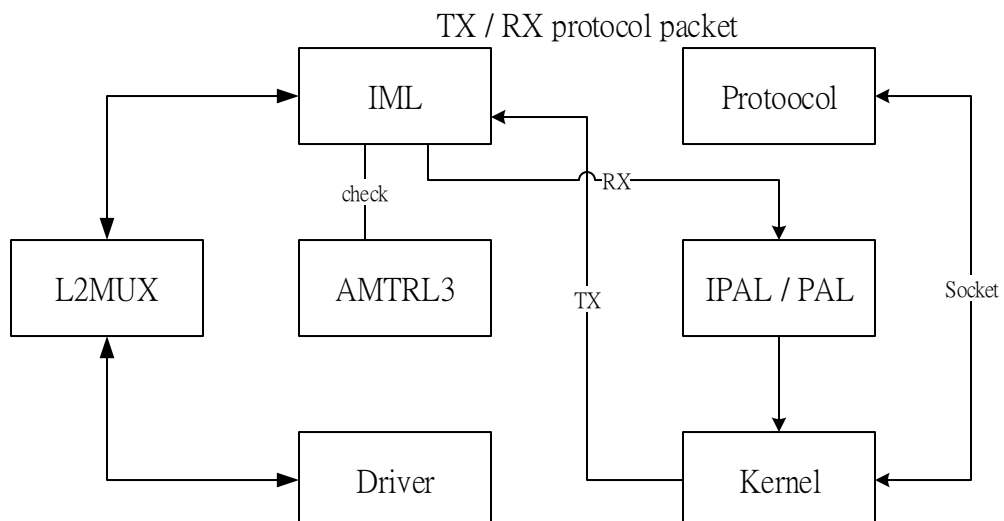 TX / RX protocol packet
IML
Protoocol
check
RX
L2MUX
AMTRL3
TX
IPAL / PAL
Socket
Driver
Kernel